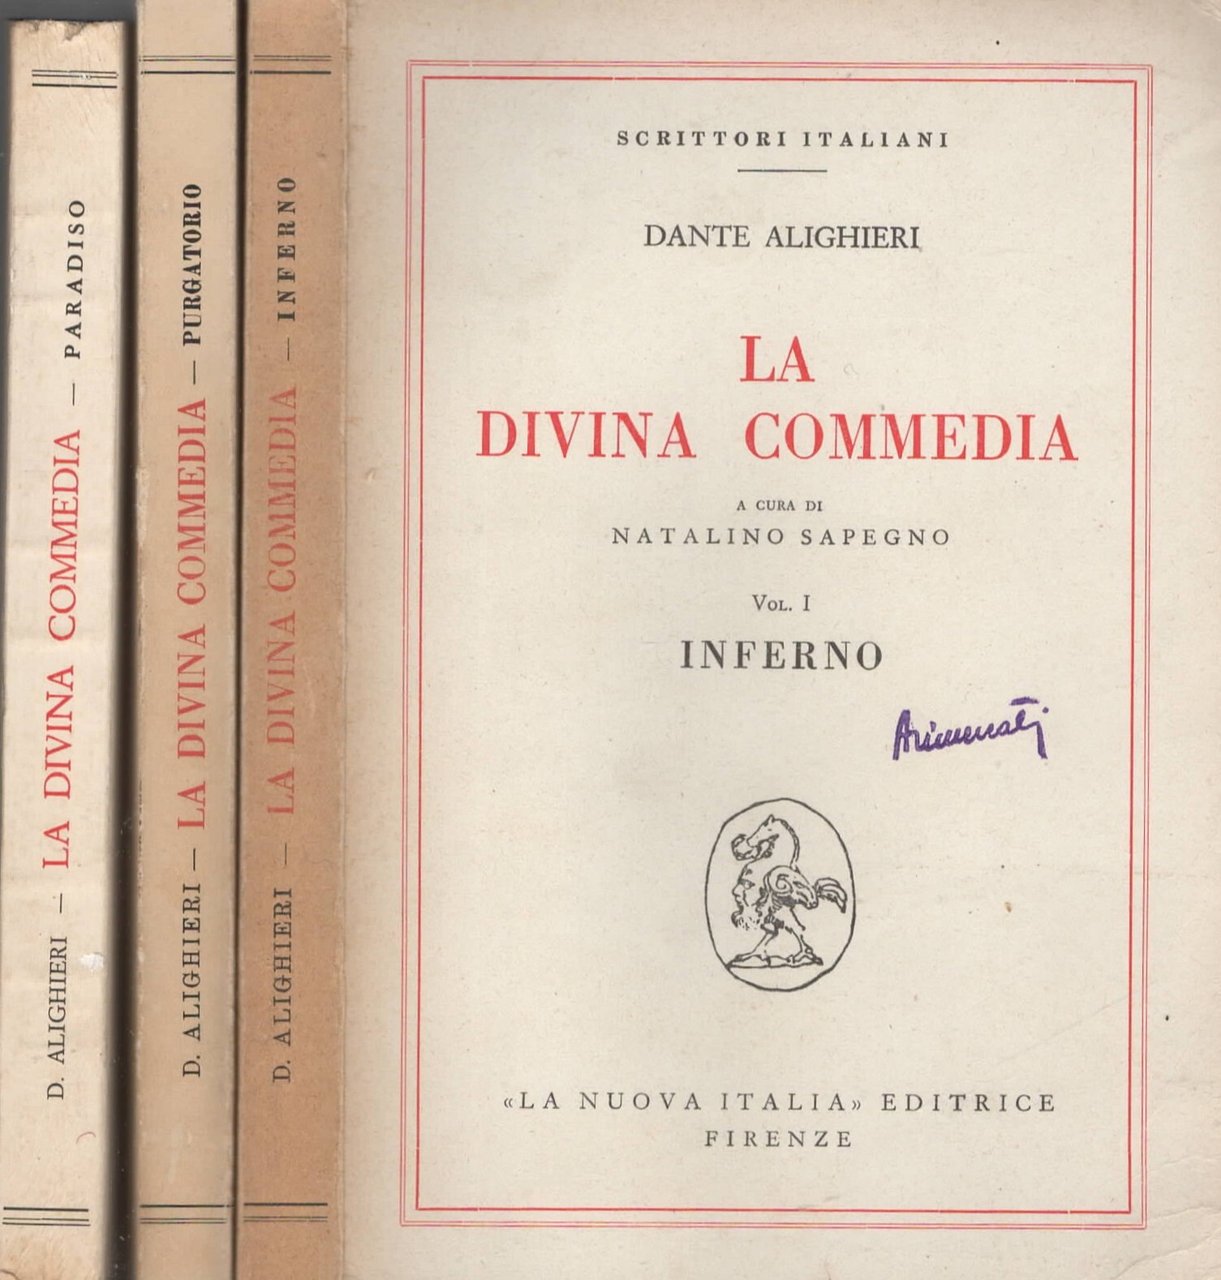 D. ALIGHIERI — LA DIVINA COMMEDIA — PARADISO
D. ALIGHIERI — LA DIVINA COMMEDIA — PURGATORIO
D. ALIGHIERI — LA DIVINA COMMEDIA — INFERNO
SCRITTORI ITALIANI
DANTE ALIGHIERI
LA
DIVINA COMMEDIA
A CURA DI
NATALINO SAPEGNO
VOL. I
INFERNO
«LA NUOVA ITALIA» EDITRICE
FIRENZE